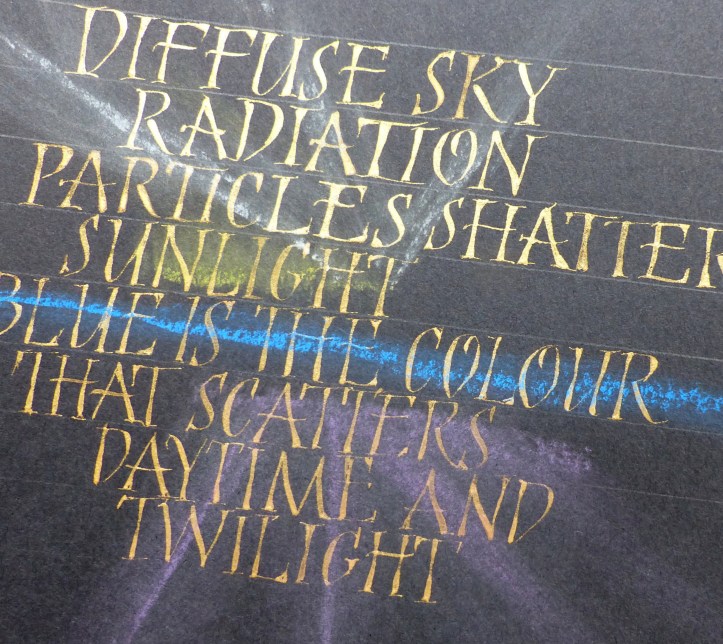 DIFFUSE SKY
RADIATION
PARTICLES SHATTER
SUNLIGHT
BLUE IS THE COLOUR
THAT SCATTERS
DAYTIME AND
TWILIGHT